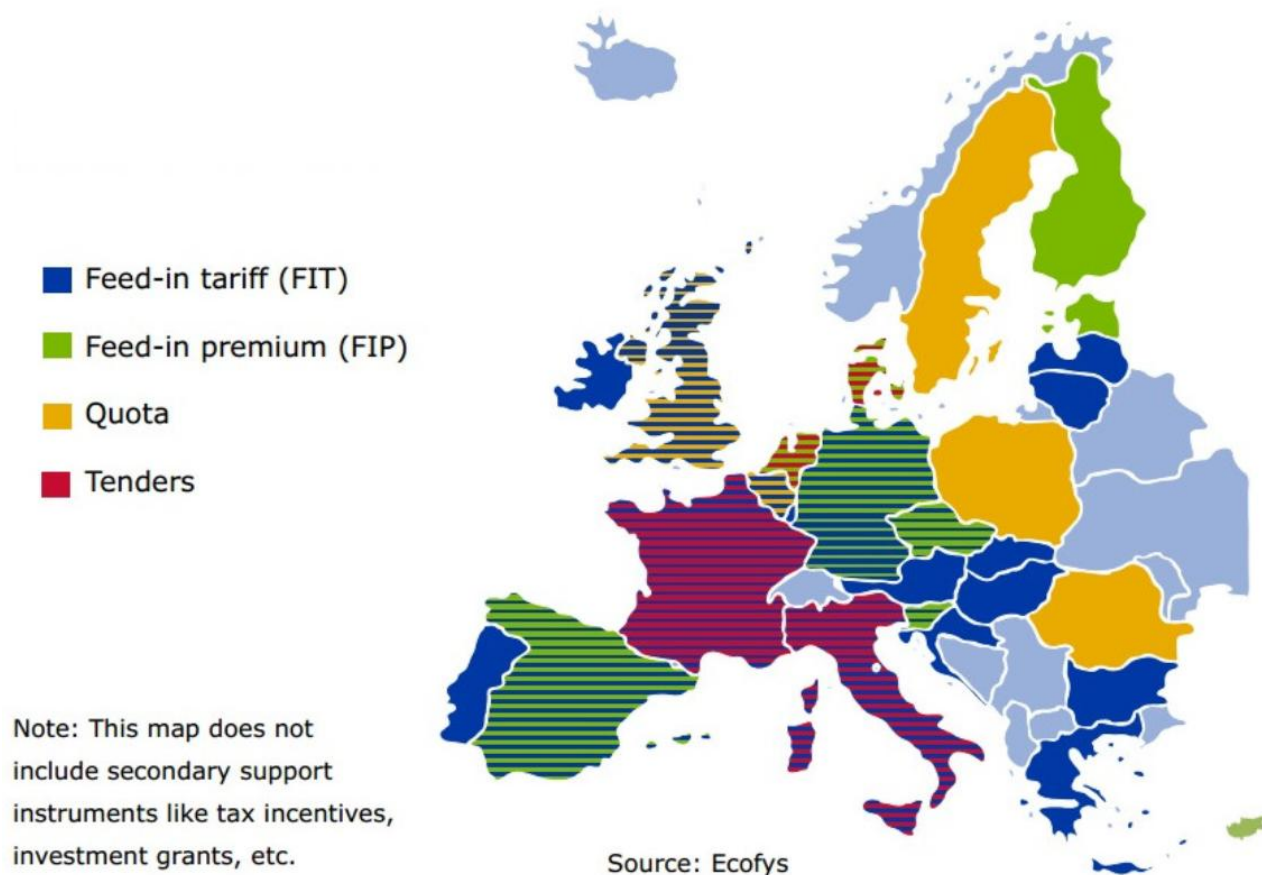 Feed-in tariff (FIT)
Feed-in premium (FIP)
Quota
Tenders
Note: This map does not
include secondary support
instruments like tax incentives,
investment grants, etc.
Source: Ecofys